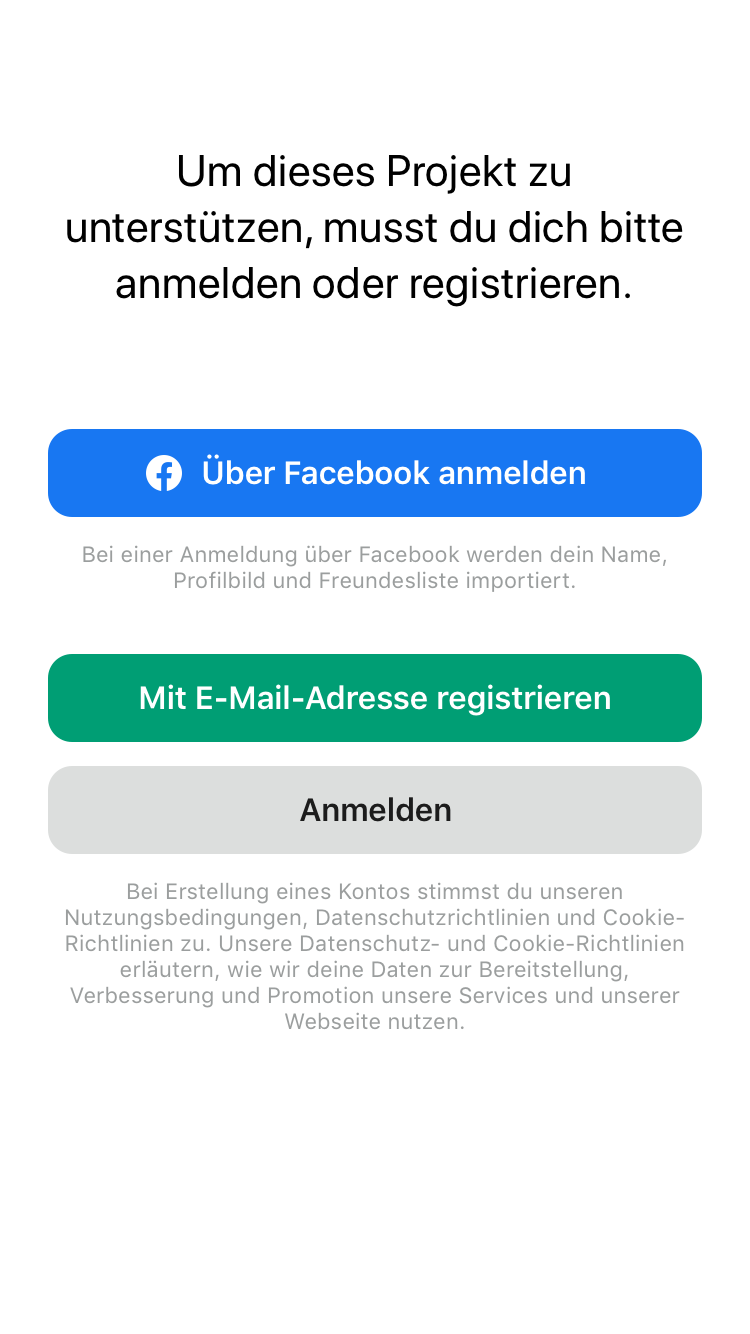 Um dieses Projekt zu
unterstützen, musst du dich bitte
anmelden oder registrieren.
Über Facebook anmelden
Bei einer Anmeldung über Facebook werden dein Name,
Profilbild und Freundesliste importiert.
Mit E-Mail-Adresse registrieren
Anmelden
Bei Erstellung eines Kontos stimmst du unseren
Nutzungsbedingungen, Datenschutzrichtlinien und Cookie-
Richtlinien zu. Unsere Datenschutz- und Cookie-Richtlinien
erläutern, wie wir deine Daten zur Bereitstellung,
Verbesserung und Promotion unsere Services und unserer
Webseite nutzen.